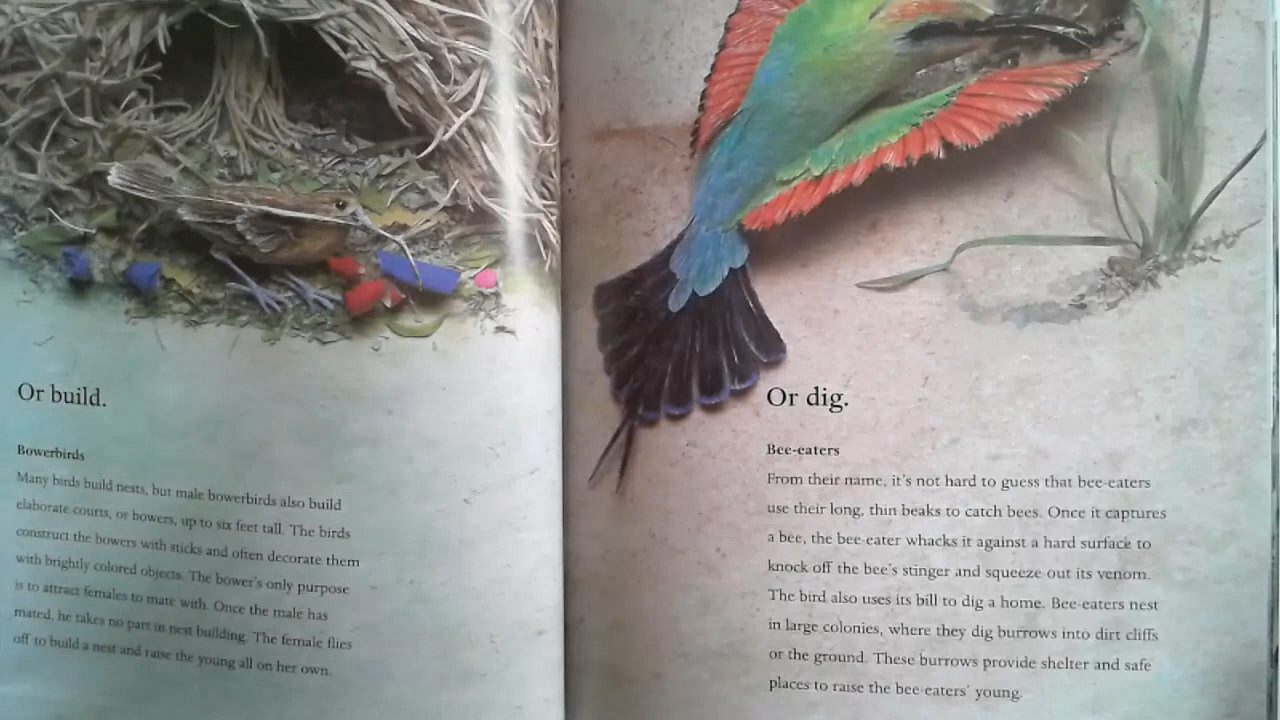 Or build.
Bowerbirds
Many birds build nests, but male bowerbirds also build
elaborate courts, or bowers, up to six feet tall. The birds
construct the bowers with sticks and often decorate them
with brightly colored objects. The bower's only purpose
is to attract females to mate with. Once the male has
mated, he takes no part in nest building. The female flies
off to build a nest and raise the young all on her own.
Or dig.
Bee-eaters
From their name, it's not hard to guess that bee-eaters
use their long, thin beaks to catch bees. Once it captures
a bee, the bee-eater whacks it against a hard surface to
knock off the bee's stinger and squeeze out its venom.
The bird also uses its bill to dig a home. Bee-eaters nest
in large colonies, where they dig burrows into dirt cliffs
or the ground. These burrows provide shelter and safe
places to raise the bee-eaters' young.